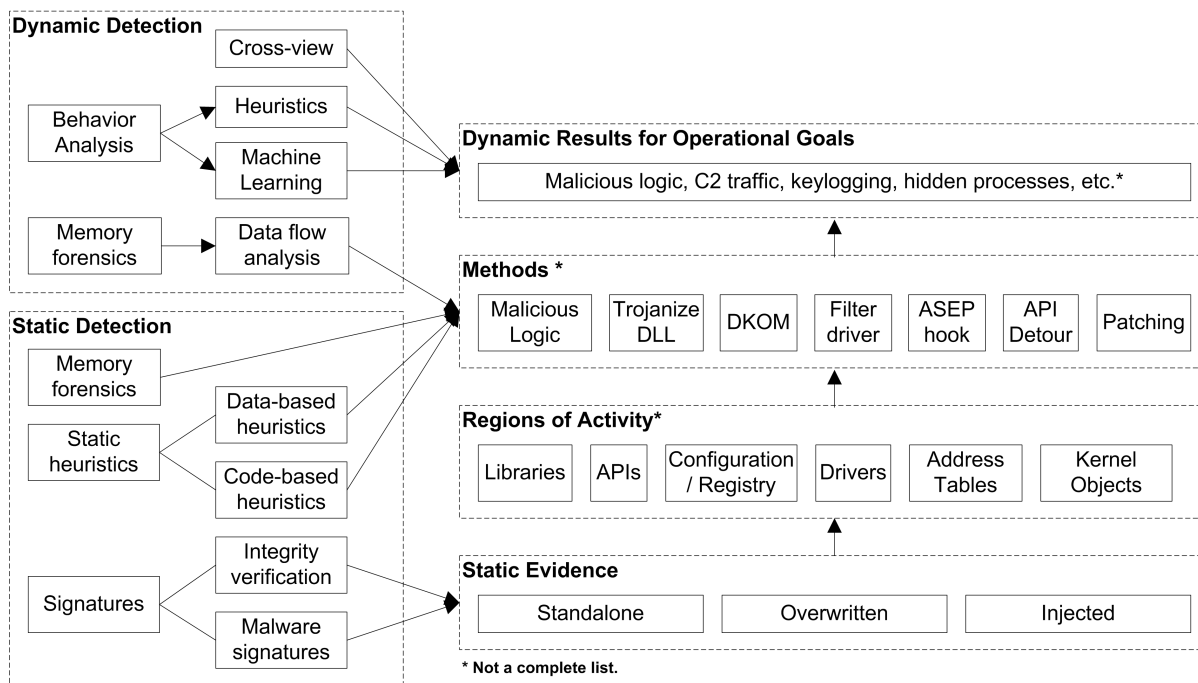 Dynamic Detection
Cross-view
Behavior
Analysis
Heuristics
Machine
Learning
Memory
forensics
Data flow
analysis
Static Detection
Memory
forensics
Static
heuristics
Data-based
heuristics
Code-based
heuristics
Signatures
Integrity
verification
Malware
signatures
Dynamic Results for Operational Goals
Malicious logic, C2 traffic, keylogging, hidden processes, etc.*
Methods *
Malicious
Logic
Trojanize
DLL
DKOM
Filter
driver
ASEP
hook
API
Detour
Patching
Regions of Activity*
Libraries
APIs
Configuration
/ Registry
Drivers
Address
Tables
Kernel
Objects
Static Evidence
Standalone
Overwritten
Injected
* Not a complete list.